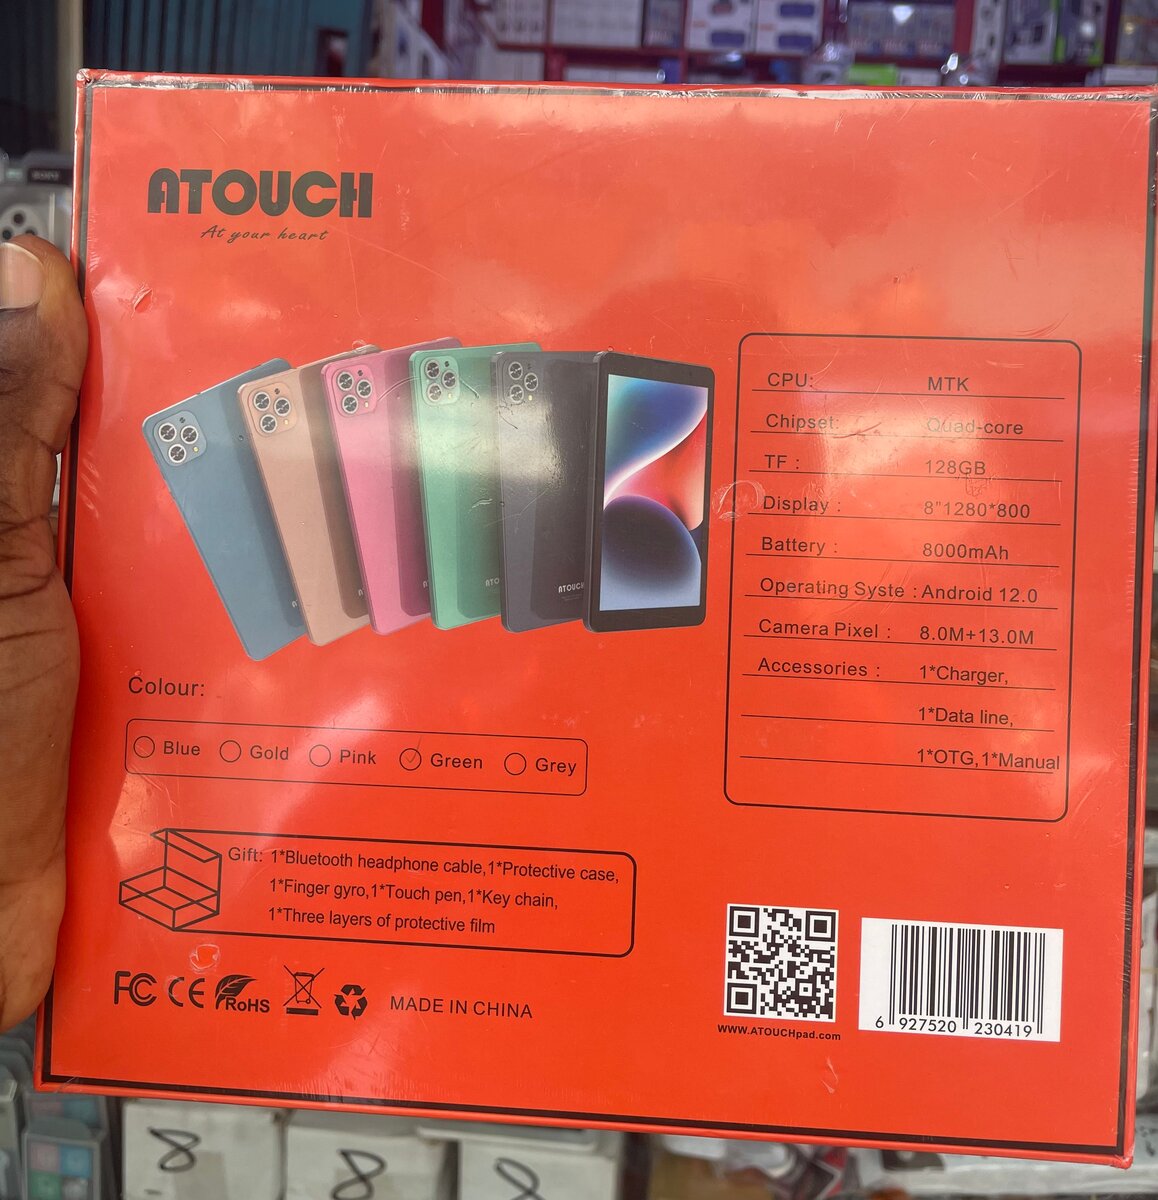 ATOUCH
At your heart
CPU: MTK
Chipset: Quad-core
TF : 128GB
Display : 8"1280*800
Battery : 8000mAh
Operating Syste : Android 12.0
Camera Pixel : 8.0M+13.0M
Accessories : 1*Charger,
1*Data line,
1*OTG,1*Manual
ATOUCH
Colour:
Blue Gold Pink Green Grey
Gift: 1*Bluetooth headphone cable,1*Protective case,
1*Finger gyro,1*Touch pen,1*Key chain,
1*Three layers of protective film
FC CE RoHS MADE IN CHINA
www.ATOUCHpad.com
6 927520 230419
8 8 8